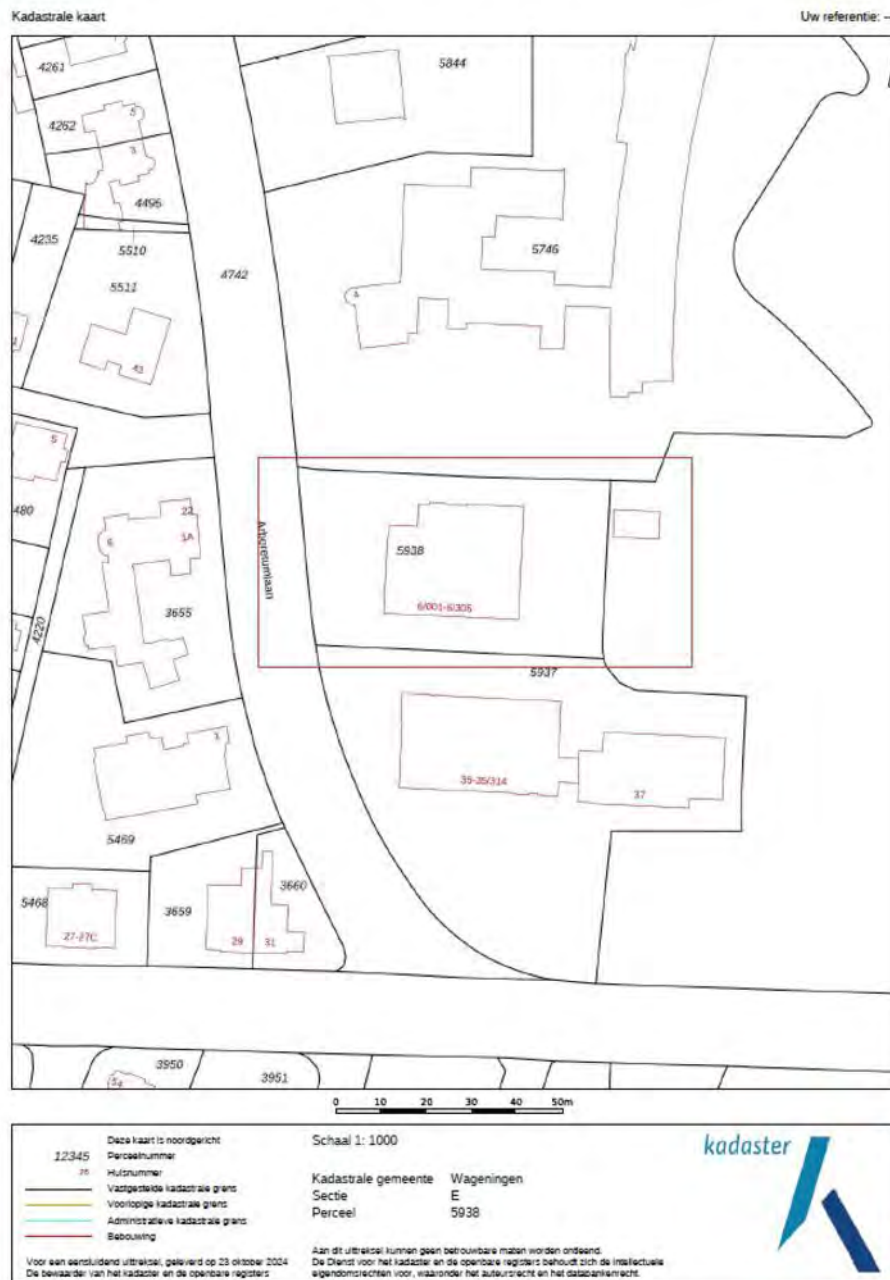 Kadastrale kaart
Uw referentie: --
4261
5844
4262
5
3
4496
4235
5510
5746
4742
5511
4
43
5
480
22
1A
6
Arboretumlaan
5938
6/001-6/305
3655
4220
5937
1
35-35/314
37
5469
5468
3659
3660
27-27C
29
31
3950
3951
0 10 20 30 40 50m
Deze kaart is noordgericht
12345 Perceelnummer
Huisnummer
Vastgestelde kadastrale grens
Voorlopige kadastrale grens
Administratieve kadastrale grens
Bebouwing
Voor een eensluidend uittreksel, geleverd op 23 oktober 2024
De bewaarder van het kadaster en de openbare registers
Schaal 1: 1000
Kadastrale gemeente Wageningen
Sectie E
Perceel 5938
Aan dit uittreksel kunnen geen betrouwbare maten worden ontleend.
De Dienst voor het kadaster en de openbare registers behoudt zich de intellectuele
eigendomsrechten voor, waaronder het auteursrecht en het databankenrecht.
kadaster